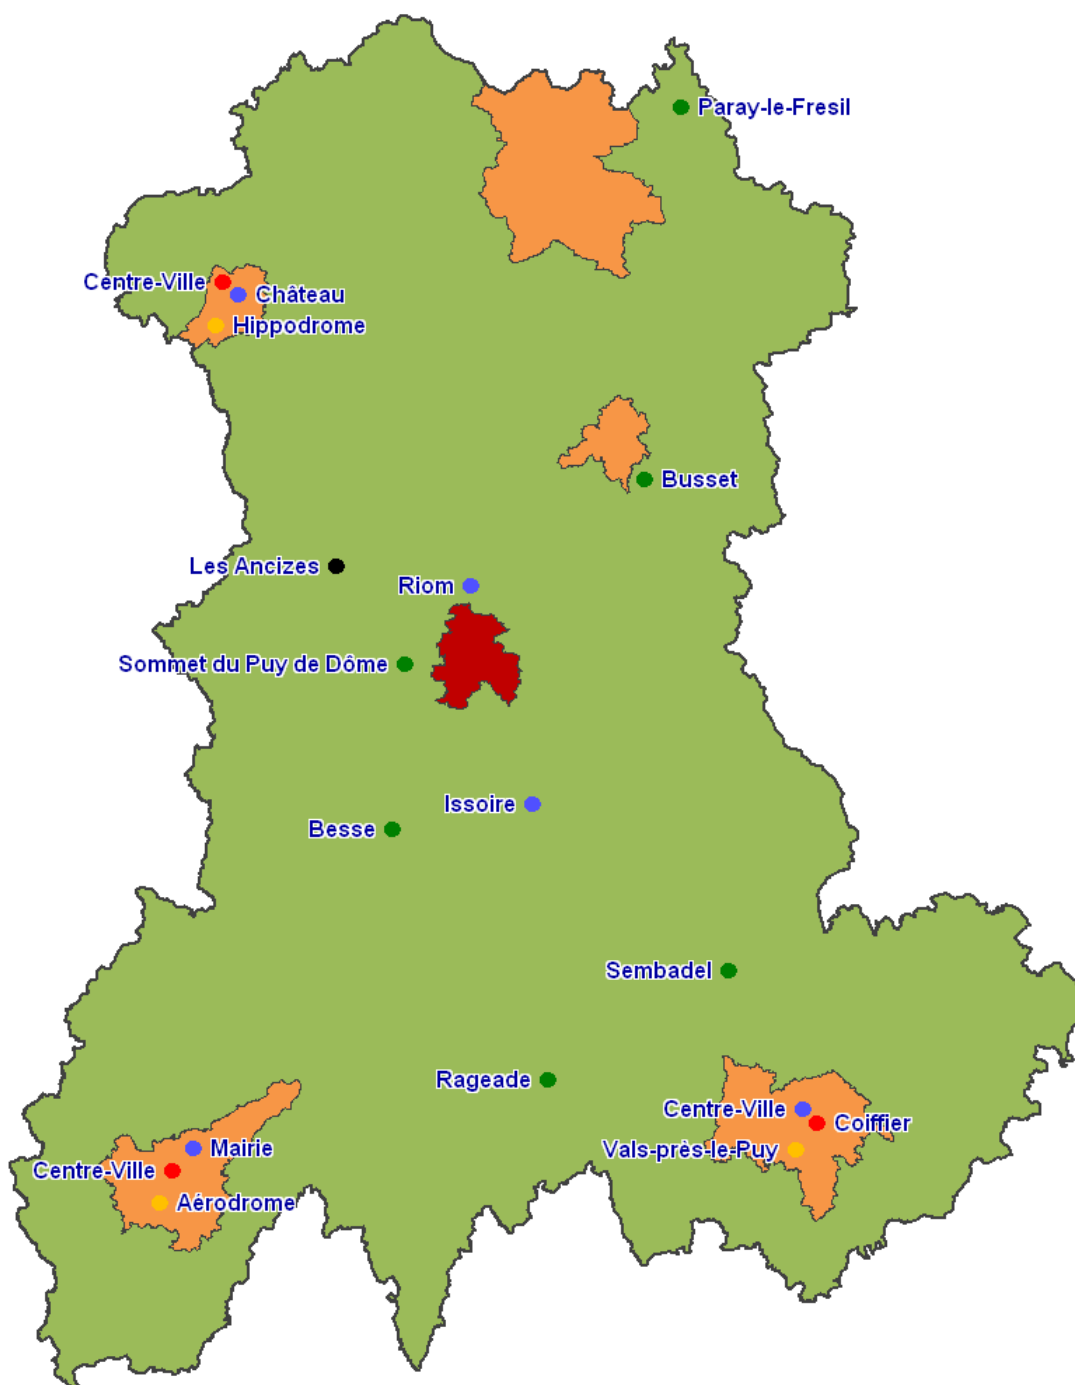 Paray-le-Fresil
Centre-Ville
Château
Hippodrome
Busset
Les Ancizes
Riom
Sommet du Puy de Dôme
Issoire
Besse
Sembadel
Rageade
Centre-Ville
Coiffier
Vals-près-le-Puy
Mairie
Centre-Ville
Aérodrome